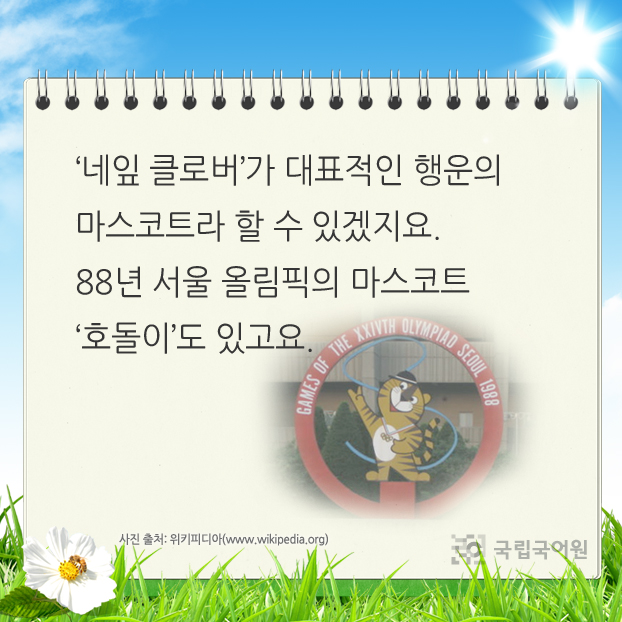 ‘네잎 클로버’가 대표적인 행운의
마스코트라 할 수 있겠지요.
88년 서울 올림픽의 마스코트
‘호돌이’도 있고요.
GAMES OF THE XXIVTH OLYMPIAD SEOUL 1988
사진 출처: 위키피디아(www.wikipedia.org)
국립국어원